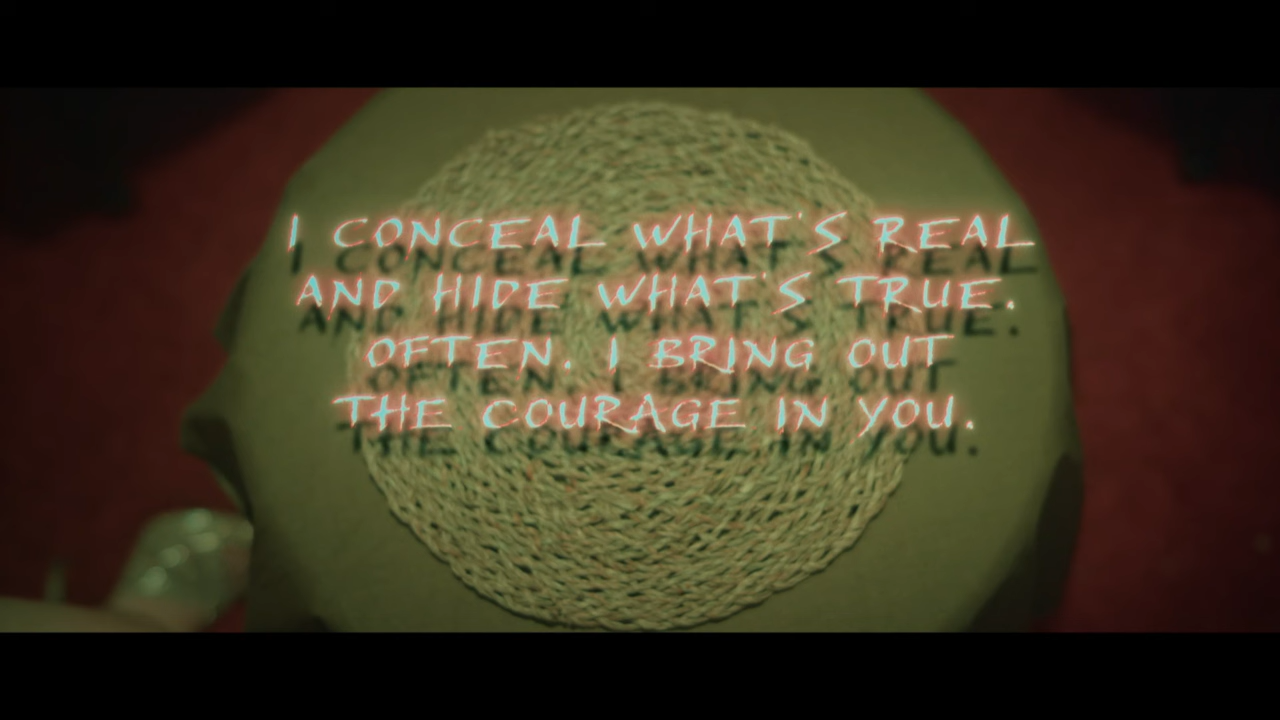 I CONCEAL WHAT'S REAL
AND HIDE WHAT'S TRUE.
OFTEN. I BRING OUT
THE COURAGE IN YOU.